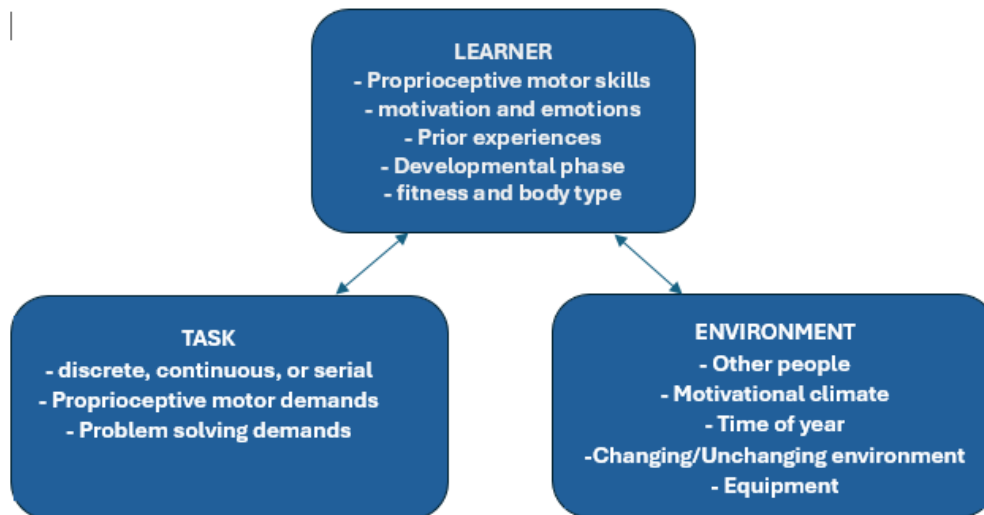 LEARNER
- Proprioceptive motor skills
- motivation and emotions
- Prior experiences
- Developmental phase
- fitness and body type
TASK
- discrete, continuous, or serial
- Proprioceptive motor demands
- Problem solving demands
ENVIRONMENT
- Other people
- Motivational climate
- Time of year
-Changing/Unchanging environment
- Equipment